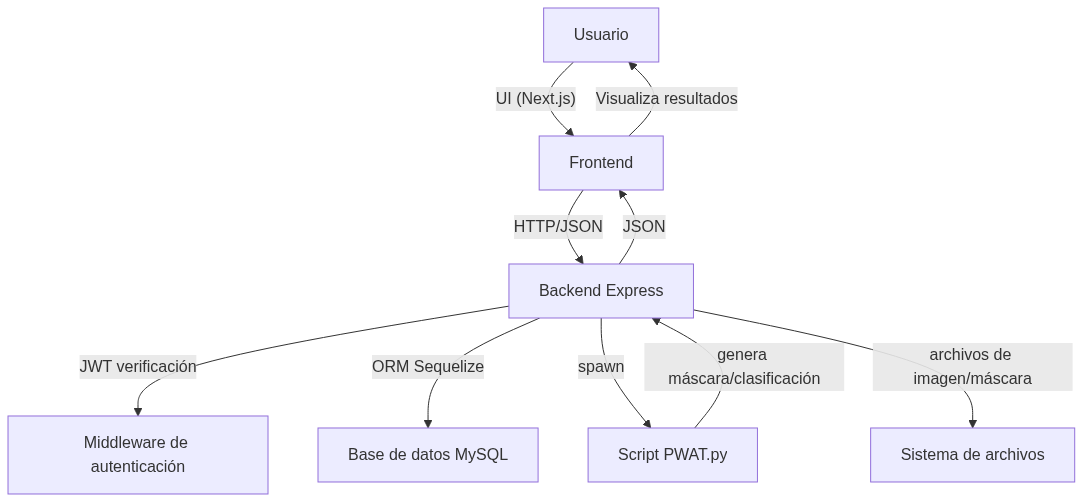 Usuario
UI (Next.js)
Visualiza resultados
Frontend
HTTP/JSON
JSON
Backend Express
JWT verificación
ORM Sequelize
spawn
genera
máscara/clasificación
archivos de
imagen/máscara
Middleware de
autenticación
Base de datos MySQL
Script PWAT.py
Sistema de archivos